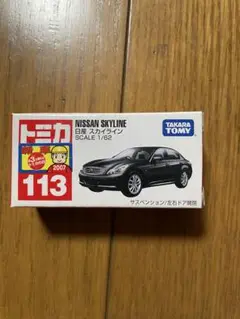 トミカ
NISSAN SKYLINE
日産 スカイライン
SCALE 1/62
TAKARA
TOMY
2007
113
サスペンション/左右ドア開閉